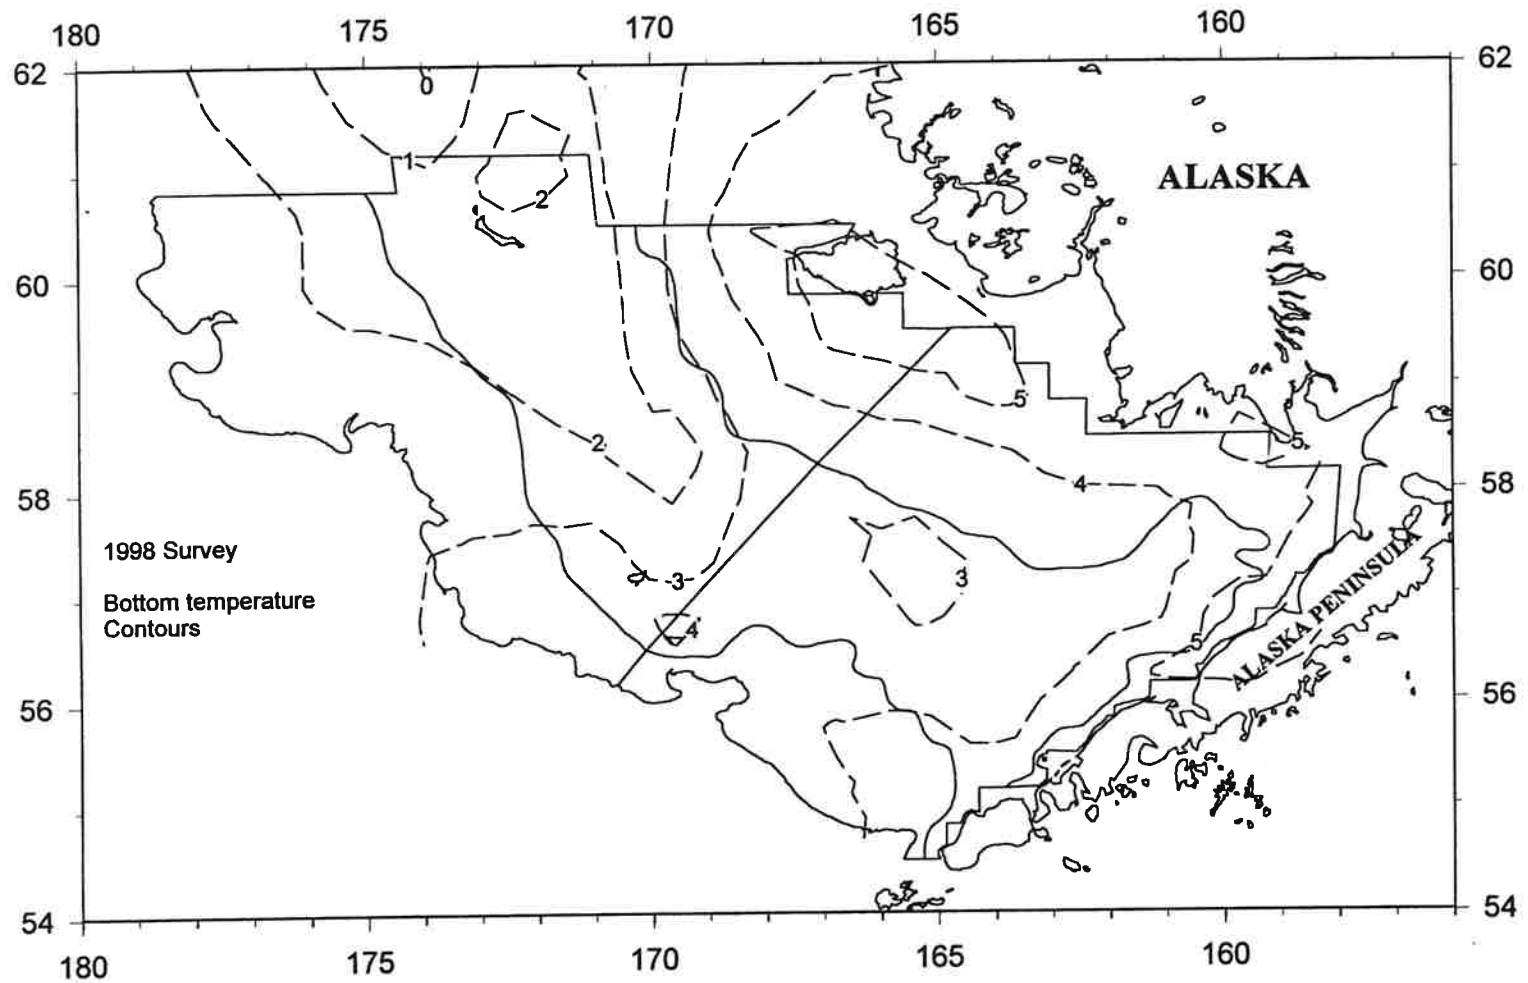 180 175 170 165 160
62 62
0
ALASKA
1
2
60 60
5
2
5
4
58 58
1998 Survey
3
3
Bottom temperature
Contours
4
5
ALASKA PENINSULA
56 56
54 54
180 175 170 165 160